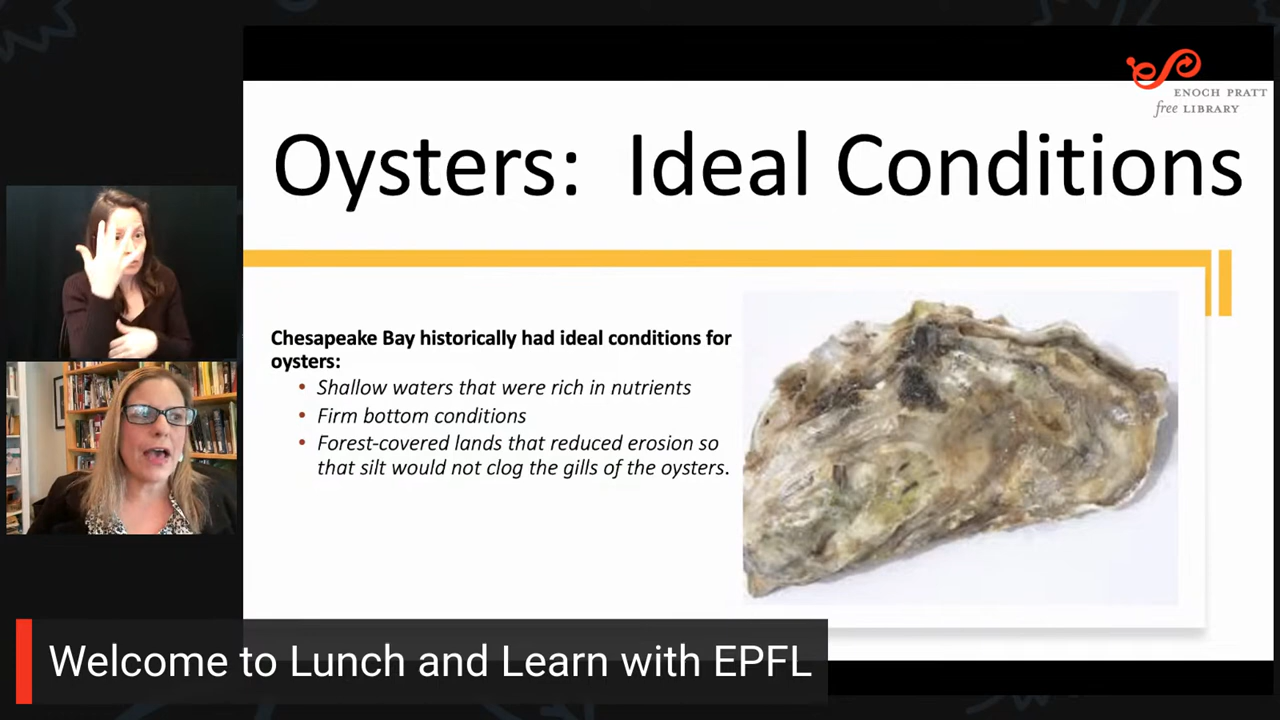 ENOCH PRATT
free LIBRARY
Oysters: Ideal Conditions
Chesapeake Bay historically had ideal conditions for
oysters:
• Shallow waters that were rich in nutrients
• Firm bottom conditions
• Forest-covered lands that reduced erosion so
that silt would not clog the gills of the oysters.
Welcome to Lunch and Learn with EPFL